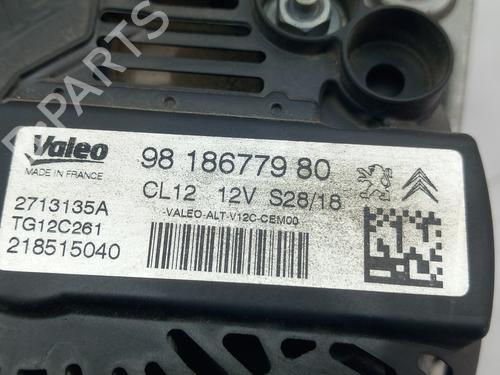 B-PARTS
Valeo
MADE IN FRANCE
98 186779 80
CL12 12V S28/18
-VALEO-ALT-V12C-CEM00
2713135A
TG12C261
218515040